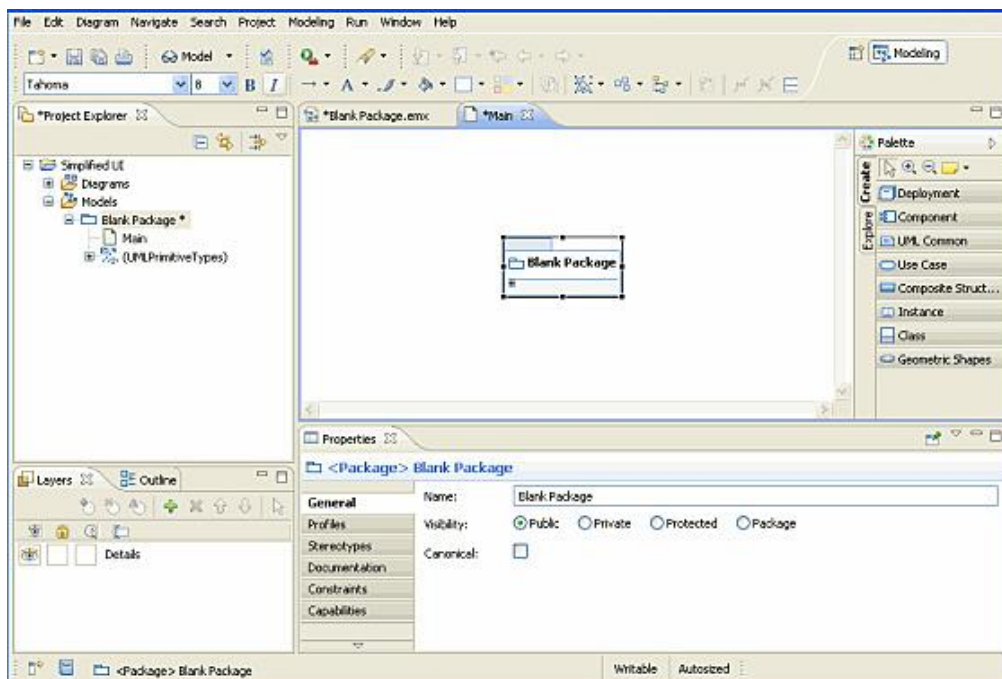 File Edit Diagram Navigate Search Project Modeling Run Window Help
Model
Modeling
Tahoma 8 B I A
*Project Explorer
Simplified UI
Diagrams
Models
Blank Package *
Main
(UMLPrimitiveTypes)
*Blank Package.emx *Main
Blank Package
Palette
Create
Explore
Deployment
Component
UML Common
Use Case
Composite Struct...
Instance
Class
Geometric Shapes
Layers Outline
Details
Properties
<Package> Blank Package
General
Profiles
Stereotypes
Documentation
Constraints
Capabilities
Name: Blank Package
Visibility: Public Private Protected Package
Canonical:
<Package> Blank Package Writable Autosized